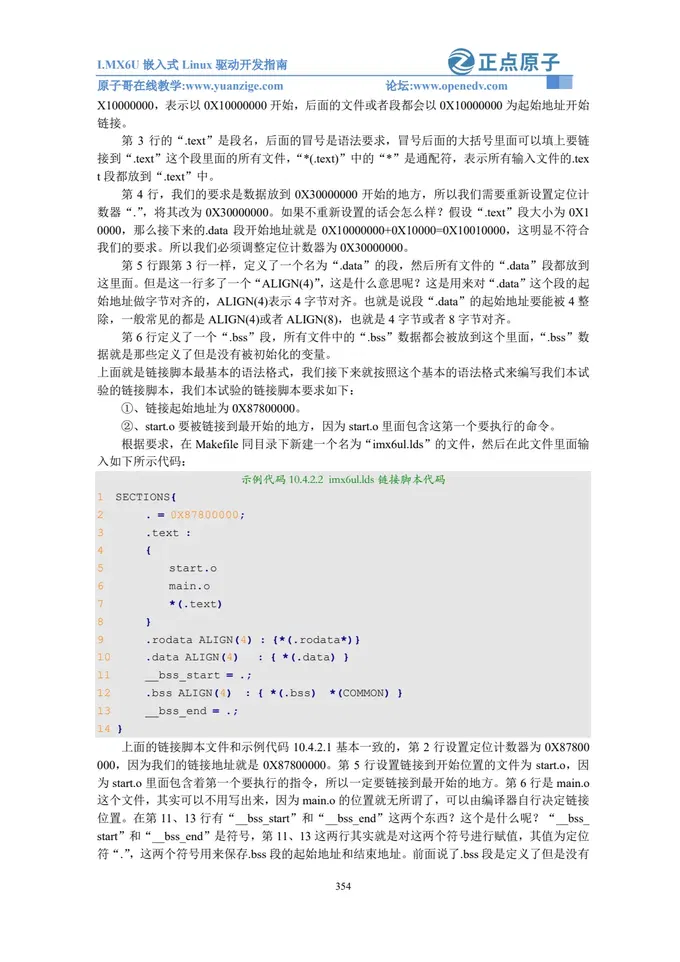 I.MX6U 嵌入式 Linux 驱动开发指南
正点原子
原子哥在线教学:www.yuanzige.com 论坛:www.openedv.com
X10000000，表示以 0X10000000 开始，后面的文件或者段都会以 0X10000000 为起始地址开始
链接。
第 3 行的“.text”是段名，后面的冒号是语法要求，冒号后面的大括号里面可以填上要链
接到“.text”这个段里面的所有文件，“*(.text)”中的“*”是通配符，表示所有输入文件的.tex
t 段都放到“.text”中。
第 4 行，我们的要求是数据放到 0X30000000 开始的地方，所以我们需要重新设置定位计
数器“.”，将其改为 0X30000000。如果不重新设置的话会怎么样？假设“.text”段大小为 0X1
0000，那么接下来的.data 段开始地址就是 0X10000000+0X10000=0X10010000，这明显不符合
我们的要求。所以我们必须调整定位计数器为 0X30000000。
第 5 行跟第 3 行一样，定义了一个名为“.data”的段，然后所有文件的“.data”段都放到
这里面。但是这一行多了一个“ALIGN(4)”，这是什么意思呢？这是用来对“.data”这个段的起
始地址做字节对齐的，ALIGN(4)表示 4 字节对齐。也就是说段“.data”的起始地址要能被 4 整
除，一般常见的都是 ALIGN(4)或者 ALIGN(8)，也就是 4 字节或者 8 字节对齐。
第 6 行定义了一个“.bss”段，所有文件中的“.bss”数据都会被放到这个里面，“.bss”数
据就是那些定义了但是没有被初始化的变量。
上面就是链接脚本最基本的语法格式，我们接下来就按照这个基本的语法格式来编写我们本试
验的链接脚本，我们本试验的链接脚本要求如下：
①、链接起始地址为 0X87800000。
②、start.o 要被链接到最开始的地方，因为 start.o 里面包含这第一个要执行的命令。
根据要求，在 Makefile 同目录下新建一个名为“imx6ul.lds”的文件，然后在此文件里面输
入如下所示代码：
示例代码 10.4.2.2 imx6ul.lds 链接脚本代码
1 SECTIONS{
2 . = 0X87800000;
3 .text :
4 {
5 start.o
6 main.o
7 *(.text)
8 }
9 .rodata ALIGN(4) : {*(.rodata*)}
10 .data ALIGN(4) : { *(.data) }
11 __bss_start = .;
12 .bss ALIGN(4) : { *(.bss) *(COMMON) }
13 __bss_end = .;
14 }
上面的链接脚本文件和示例代码 10.4.2.1 基本一致的，第 2 行设置定位计数器为 0X87800
000，因为我们的链接地址就是 0X87800000。第 5 行设置链接到开始位置的文件为 start.o，因
为 start.o 里面包含着第一个要执行的指令，所以一定要链接到最开始的地方。第 6 行是 main.o
这个文件，其实可以不用写出来，因为 main.o 的位置就无所谓了，可以由编译器自行决定链接
位置。在第 11、13 行有“__bss_start”和“__bss_end”这两个东西？这个是什么呢？“__bss_
start”和“__bss_end”是符号，第 11、13 这两行其实就是对这两个符号进行赋值，其值为定位
符“.”，这两个符号用来保存.bss 段的起始地址和结束地址。前面说了.bss 段是定义了但是没有
354